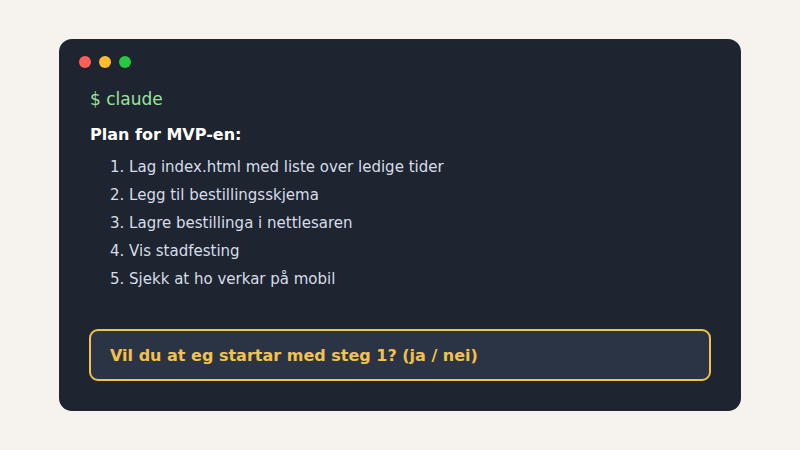 $ claude
Plan for MVP-en:
1. Lag index.html med liste over ledige tider
2. Legg til bestillingsskjema
3. Lagre bestillinga i nettlesaren
4. Vis stadfesting
5. Sjekk at ho verkar på mobil
Vil du at eg startar med steg 1? (ja / nei)